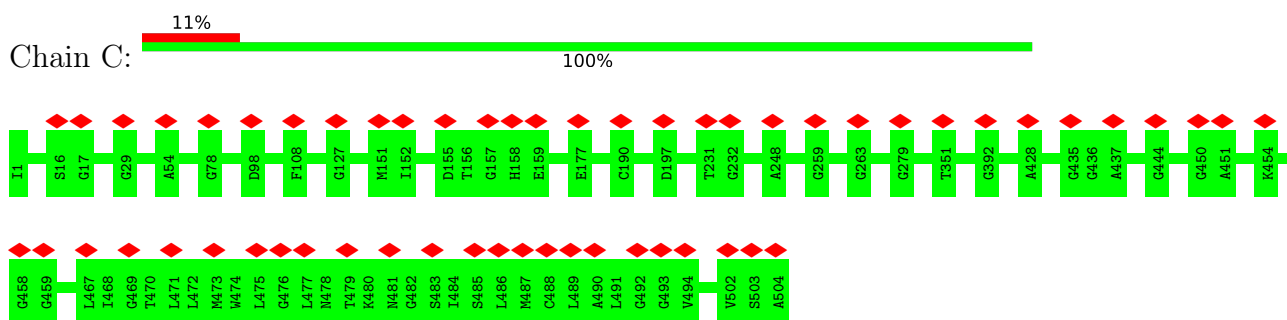 11%
Chain C:
100%
I1 S16 G17 G29 A54 G78 D98 F108 G127 M151 I152 D155 T156 G157 H158 E159 E177 C190 D197 T231 G232 A248 G259 G263 G279 T351 G392 A428 G435 G436 A437 G444 G450 A451 K454
G458 G459 L467 I468 G469 T470 L471 L472 M473 W474 L475 G476 L477 N478 T479 K480 N481 G482 S483 I484 S485 L486 M487 C488 L489 A490 L491 G492 G493 V494 V502 S503 A504